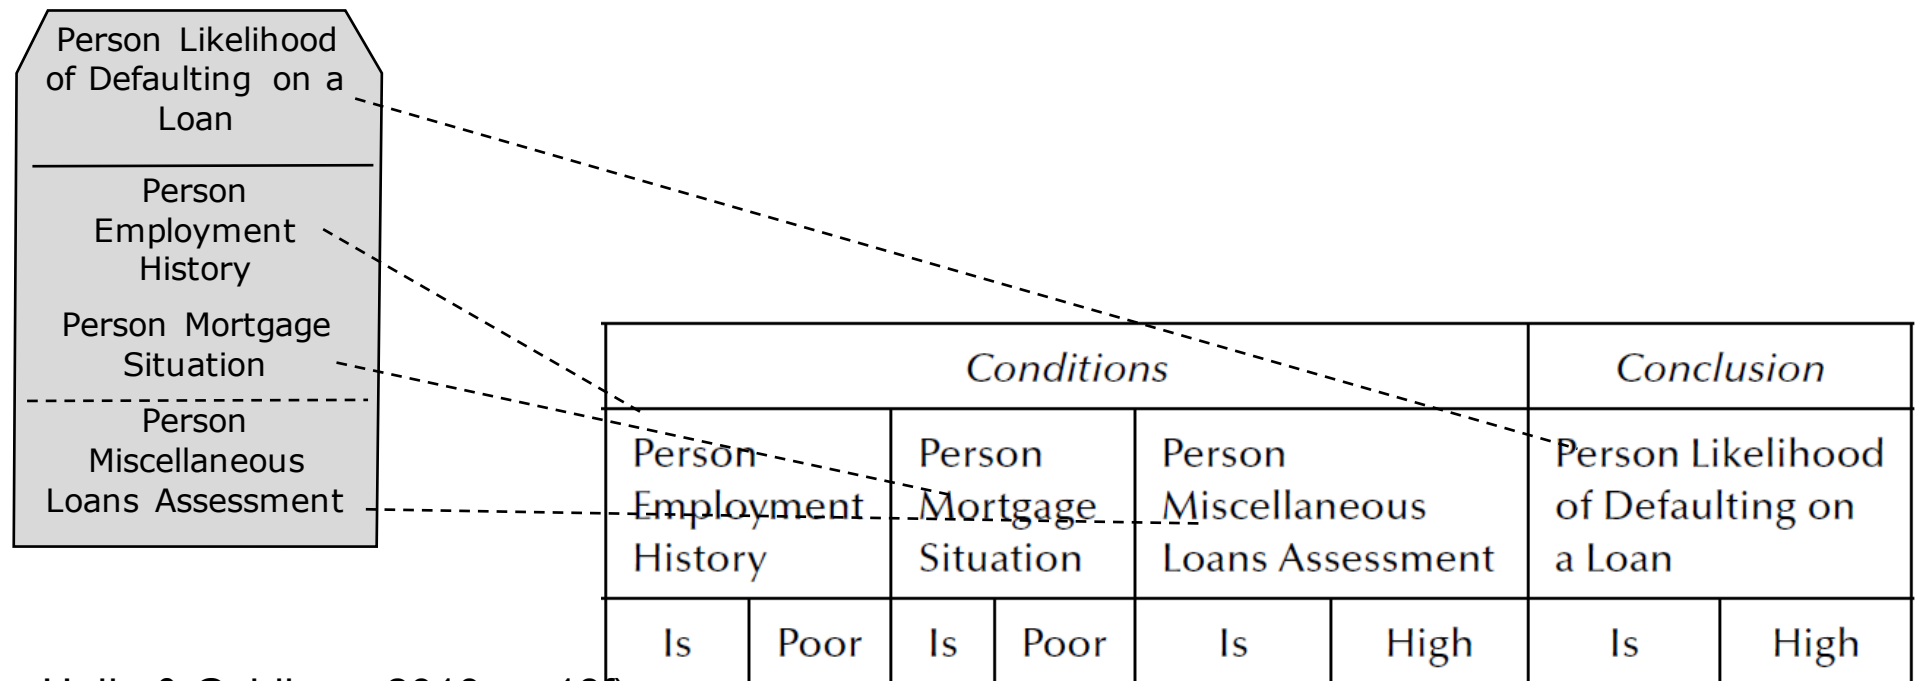 Person Likelihood
of Defaulting on a
Loan
Person
Employment
History
Person Mortgage
Situation
Person
Miscellaneous
Loans Assessment
Conditions Conclusion
Person Person Person Person Likelihood
Employment Mortgage Miscellaneous of Defaulting on
History Situation Loans Assessment a Loan
Is Poor Is Poor Is High Is High